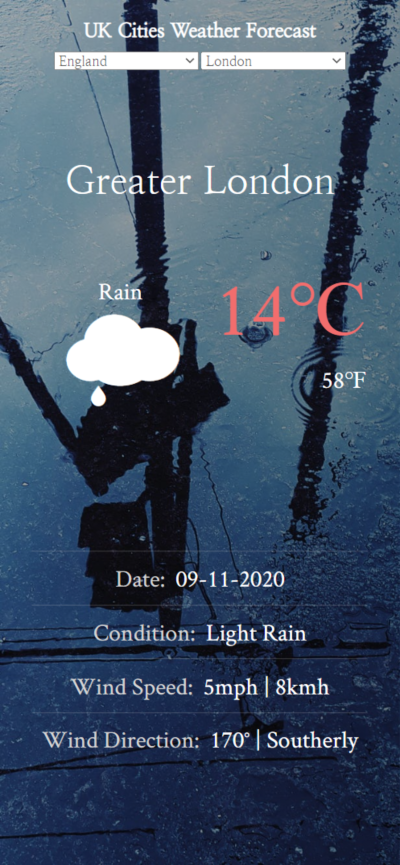 UK Cities Weather Forecast
England London
Greater London
Rain
14°C
58°F
Date: 09-11-2020
Condition: Light Rain
Wind Speed: 5mph | 8kmh
Wind Direction: 170° | Southerly